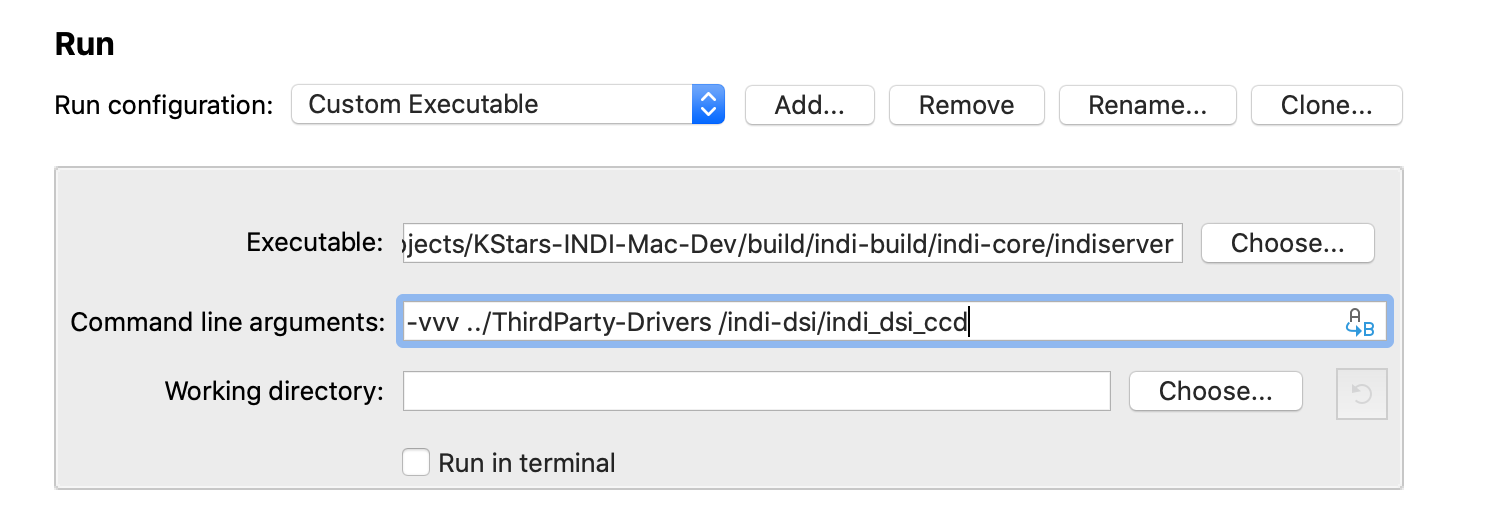 Run
Run configuration: Custom Executable Add... Remove Rename... Clone...
Executable: jects/KStars-INDI-Mac-Dev/build/indi-build/indi-core/indiserver Choose...
Command line arguments: -vvv ../ThirdParty-Drivers /indi-dsi/indi_dsi_ccd A B
Working directory: Choose...
Run in terminal